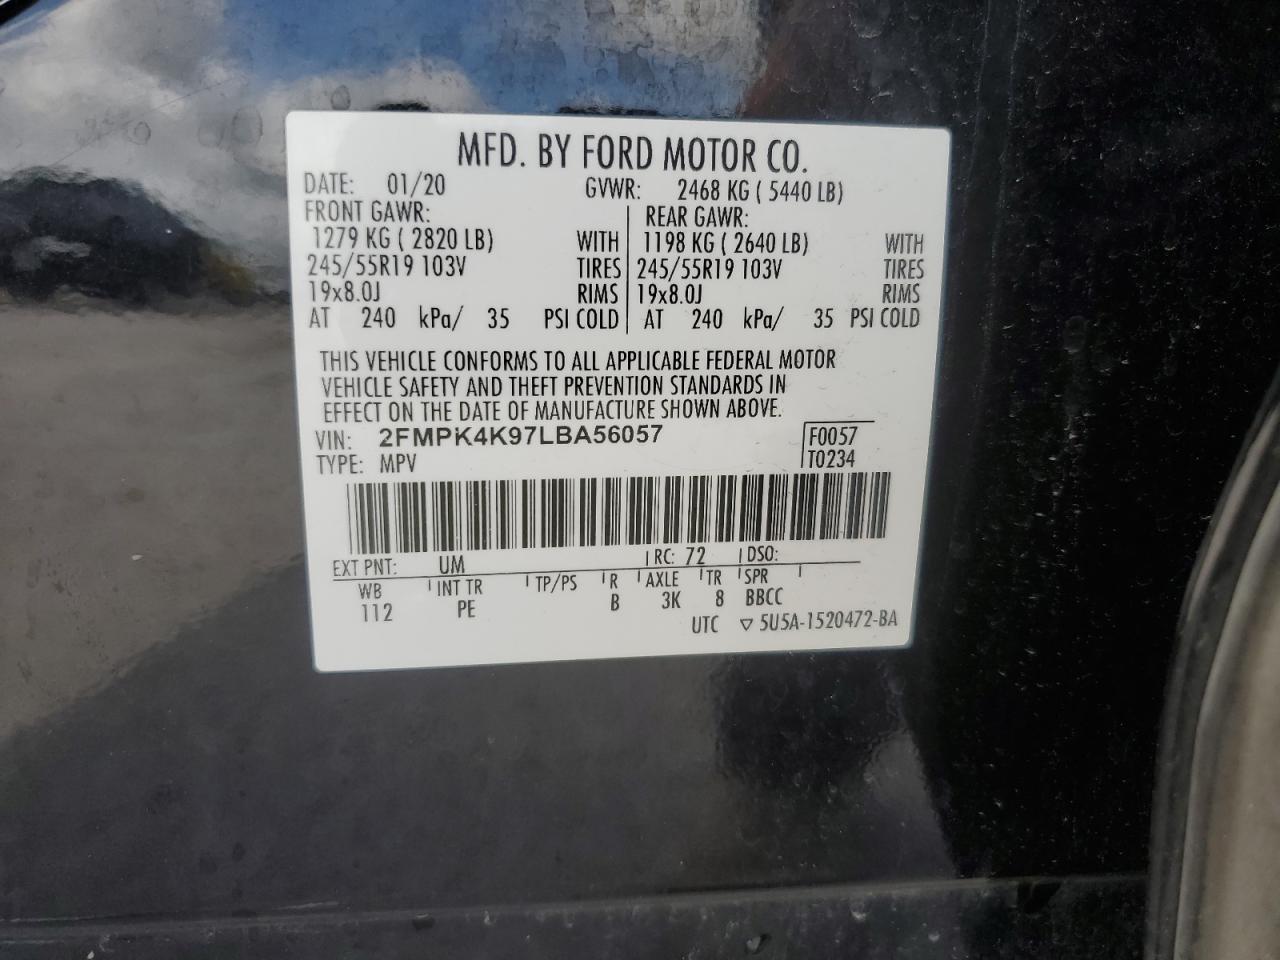 MFD. BY FORD MOTOR CO.
DATE: 01/20 GVWR: 2468 KG ( 5440 LB)
FRONT GAWR: REAR GAWR:
1279 KG ( 2820 LB) WITH 1198 KG ( 2640 LB) WITH
245/55R19 103V TIRES 245/55R19 103V TIRES
19x8.0J RIMS 19x8.0J RIMS
AT 240 kPa/ 35 PSI COLD AT 240 kPa/ 35 PSI COLD
THIS VEHICLE CONFORMS TO ALL APPLICABLE FEDERAL MOTOR
VEHICLE SAFETY AND THEFT PREVENTION STANDARDS IN
EFFECT ON THE DATE OF MANUFACTURE SHOWN ABOVE.
VIN: 2FMPK4K97LBA56057 F0057
TYPE: MPV T0234
EXT PNT: UM RC: 72 DSO:
WB INT TR TP/PS R AXLE TR SPR
112 PE B 3K 8 BBCC
UTC ▽ 5U5A-1520472-BA